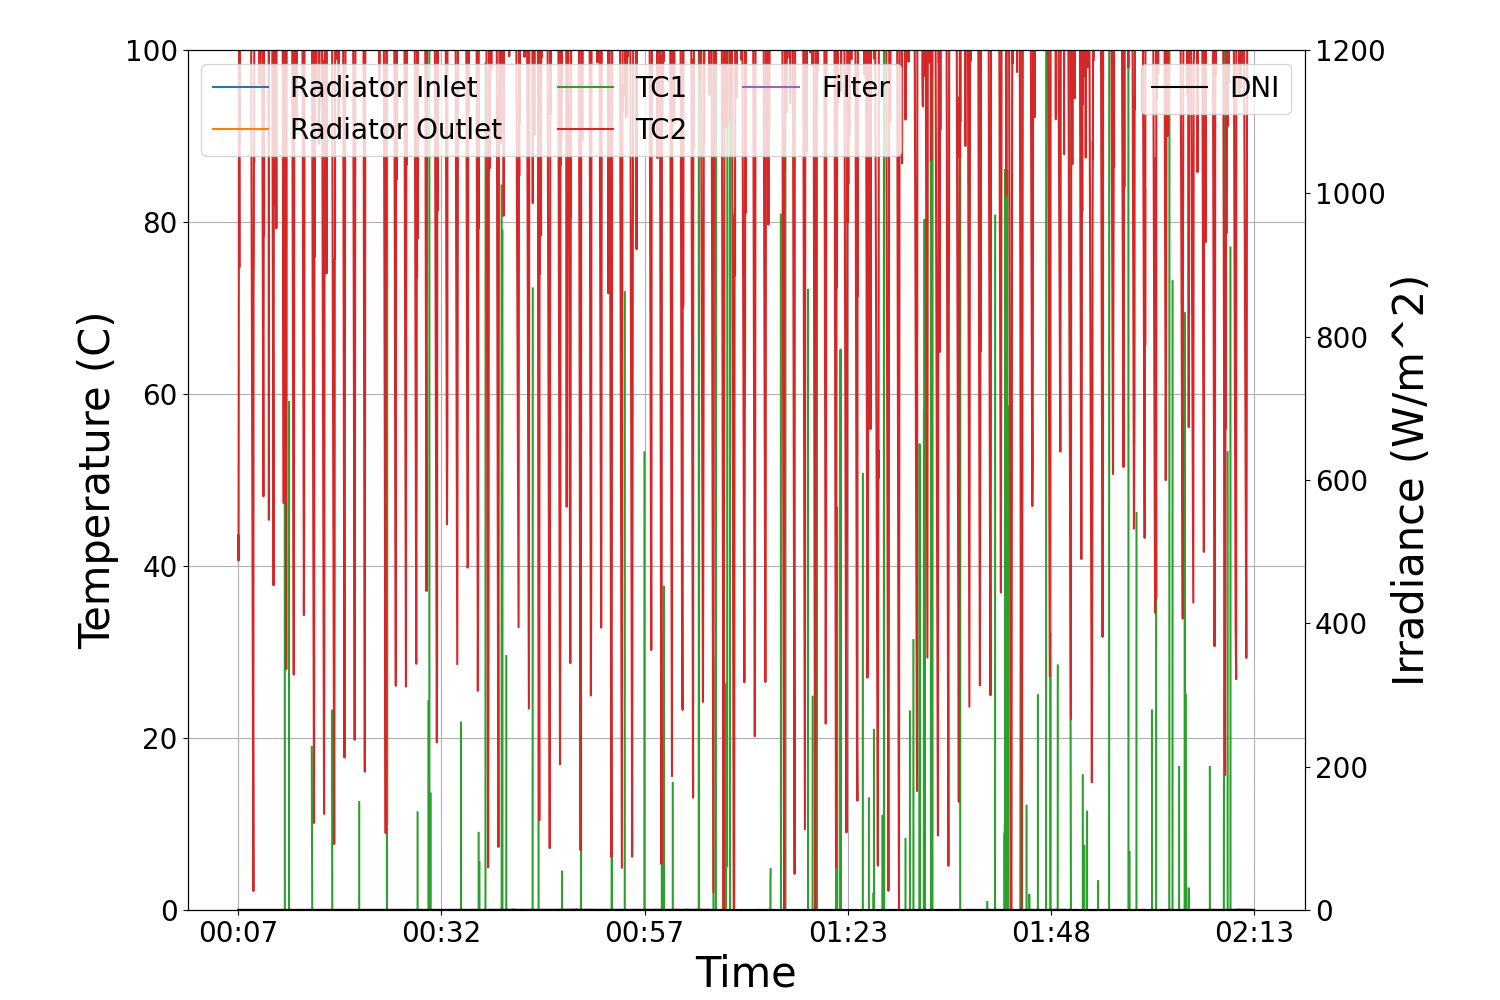 100
80
60
40
20
0
Temperature (C)
Radiator Inlet
Radiator Outlet
TC1
TC2
Filter
DNI
1200
1000
800
600
400
200
0
Irradiance (W/m^2)
00:07
00:32
00:57
01:23
01:48
02:13
Time